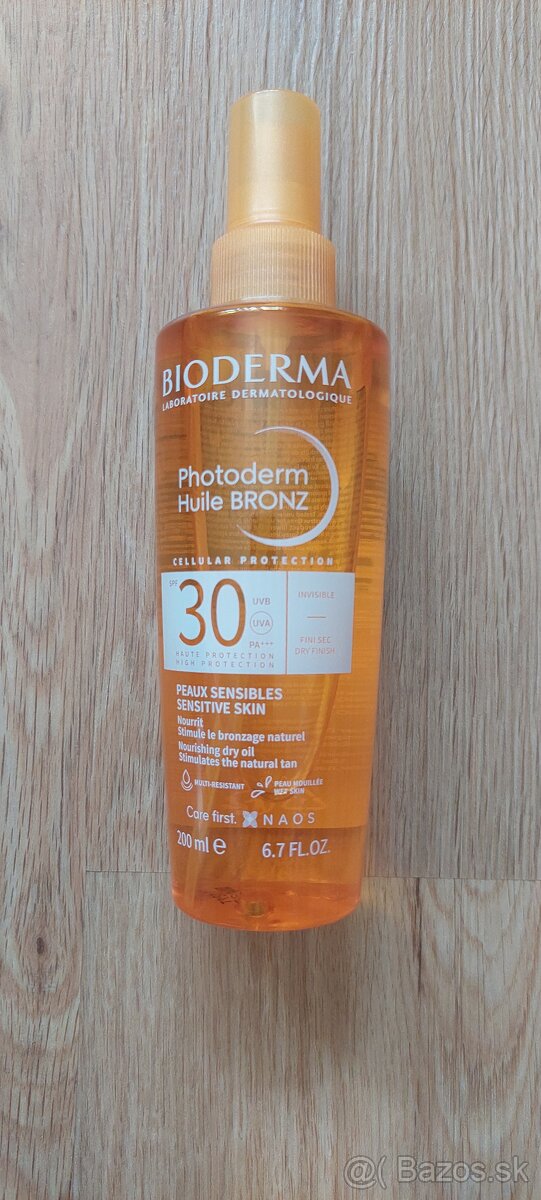 BIODERMA
LABORATOIRE DERMATOLOGIQUE
Photoderm
Huile BRONZ
CELLULAR PROTECTION
SPF 30 UVB
UVA
PA+++
HAUTE PROTECTION
HIGH PROTECTION
INVISIBLE
FINI SEC
DRY FINISH
PEAUX SENSIBLES
SENSITIVE SKIN
Nourrit
Stimule le bronzage naturel
Nourishing dry oil
Stimulates the natural tan
MULTI-RESISTANT
PEAU MOUILLÉE
WET SKIN
Care first. NAOS
200 ml e 6.7 FL.OZ.
@( Bazos.sk